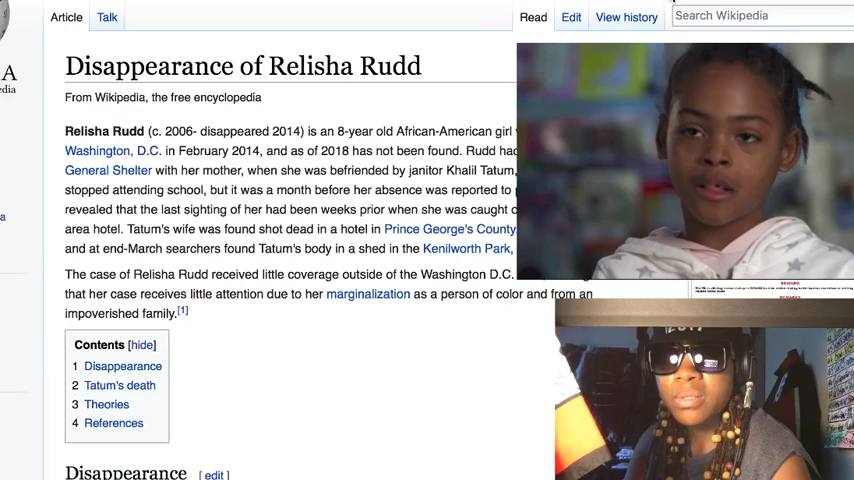 Article Talk Read Edit View history Search Wikipedia
Disappearance of Relisha Rudd
From Wikipedia, the free encyclopedia
Relisha Rudd (c. 2006- disappeared 2014) is an 8-year old African-American girl
Washington, D.C. in February 2014, and as of 2018 has not been found. Rudd had
General Shelter with her mother, when she was befriended by janitor Khalil Tatum,
stopped attending school, but it was a month before her absence was reported to
revealed that the last sighting of her had been weeks prior when she was caught
area hotel. Tatum's wife was found shot dead in a hotel in Prince George's County
and at end-March searchers found Tatum's body in a shed in the Kenilworth Park,
The case of Relisha Rudd received little coverage outside of the Washington D.C.
that her case receives little attention due to her marginalization as a person of color and from an
impoverished family.[1]
Contents [hide]
1 Disappearance
2 Tatum's death
3 Theories
4 References
Disappearance [ edit ]